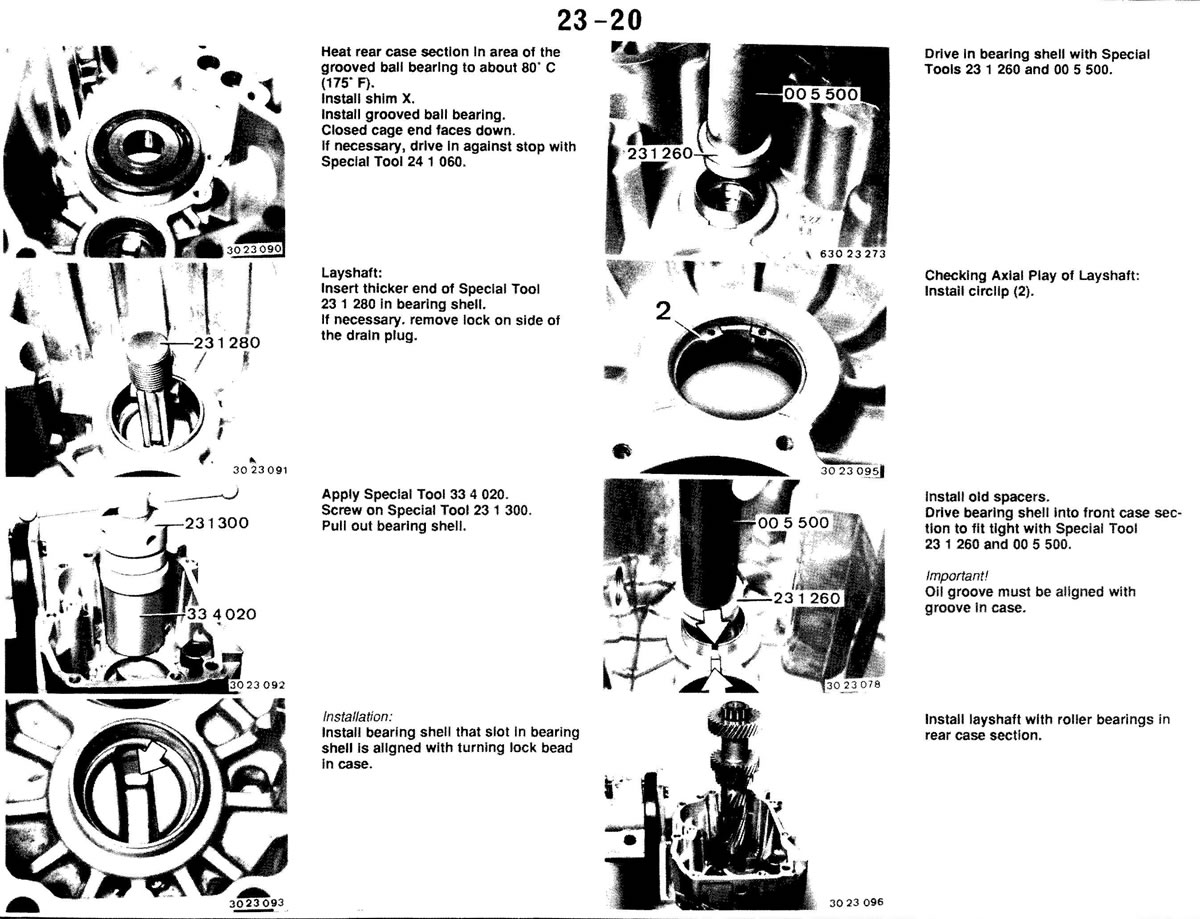 23-20
Heat rear case section in area of the
grooved ball bearing to about 80° C
(175° F).
Install shim X.
Install grooved ball bearing.
Closed cage end faces down.
If necessary, drive in against stop with
Special Tool 24 1 060.
30 23 090
Layshaft:
Insert thicker end of Special Tool
23 1 280 in bearing shell.
If necessary. remove lock on side of
the drain plug.
231280
30 23 091
Apply Special Tool 33 4 020.
Screw on Special Tool 23 1 300.
Pull out bearing shell.
231300
33 4 020
30 23 092
Installation:
Install bearing shell that slot in bearing
shell is aligned with turning lock bead
in case.
30 23 093
Drive in bearing shell with Special
Tools 23 1 260 and 00 5 500.
00 5 500
231260
630 23 273
Checking Axial Play of Layshaft:
Install circlip (2).
2
30 23 095
Install old spacers.
Drive bearing shell into front case sec-
tion to fit tight with Special Tool
23 1 260 and 00 5 500.
Important!
Oil groove must be aligned with
groove in case.
00 5 500
231260
30 23 078
Install layshaft with roller bearings in
rear case section.
30 23 096